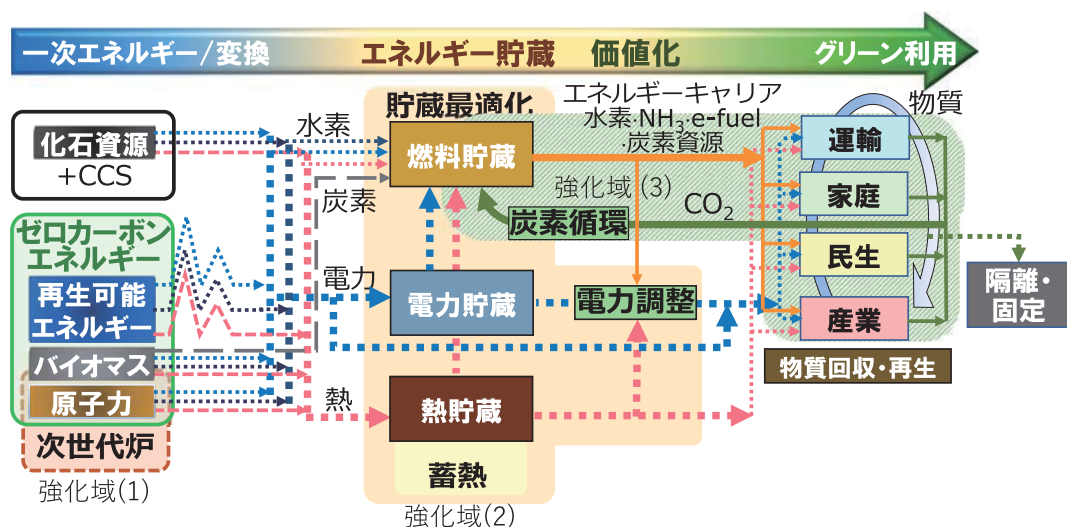 一次エネルギー/変換
エネルギー貯蔵
価値化
グリーン利用
化石資源
+CCS
ゼロカーボン
エネルギー
再生可能
エネルギー
バイオマス
原子力
次世代炉
強化域(1)
水素
炭素
電力
熱
貯蔵最適化
燃料貯蔵
電力貯蔵
熱貯蔵
蓄熱
強化域(2)
エネルギーキャリア
水素·NH₃·e-fuel
·炭素資源
強化域(3)
炭素循環
CO₂
電力調整
物質
運輸
家庭
民生
産業
物質回収·再生
隔離·
固定